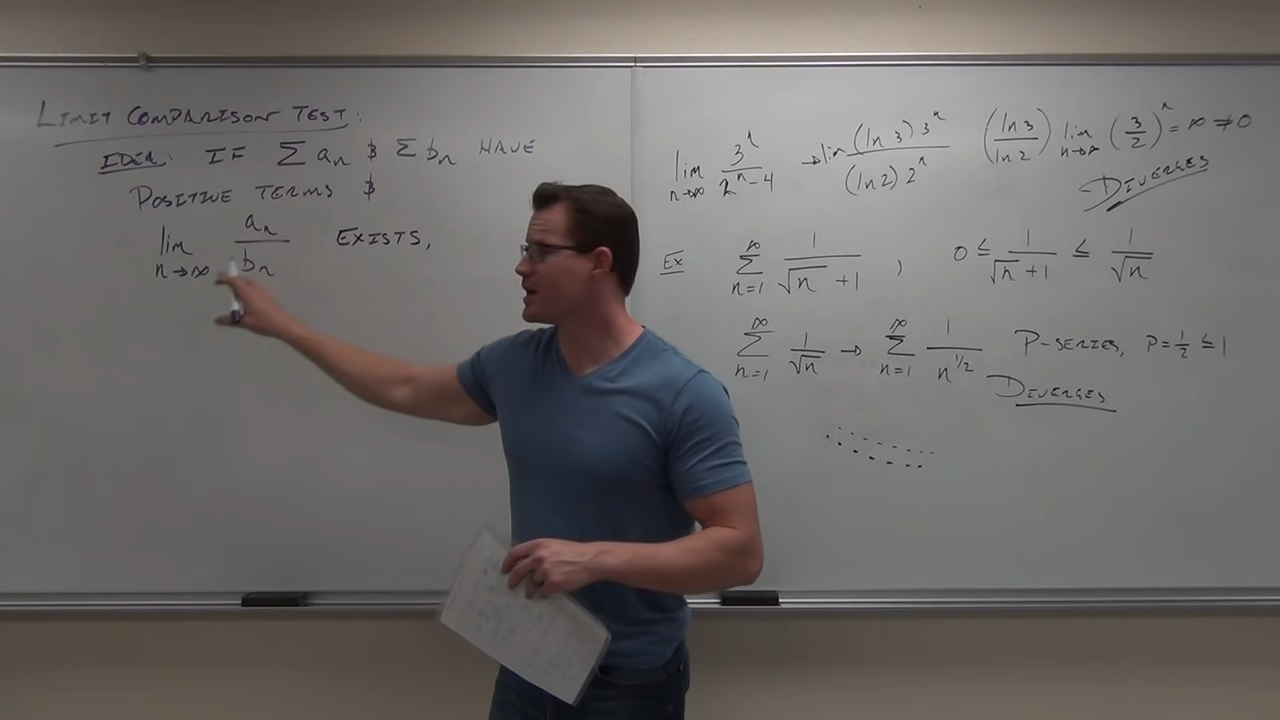 LIMIT COMPARISON TEST:
IDEA: IF ∑ aₙ & ∑ bₙ HAVE
POSITIVE TERMS &
lim n→∞ aₙ/bₙ EXISTS,
lim n→∞ 3ⁿ/(2ⁿ-4) → lim (ln 3) 3ⁿ/(ln 2) 2ⁿ (ln 3/ln 2) lim n→∞ (3/2)ⁿ = ∞ ≠ 0
DIVERGES
Ex ∑ n=1 ∞ 1/(√n + 1) , 0 ≤ 1/(√n + 1) ≤ 1/√n
∑ n=1 ∞ 1/√n → ∑ n=1 ∞ 1/n^1/2 P-SERIES, P = 1/2 ≤ 1
DIVERGES